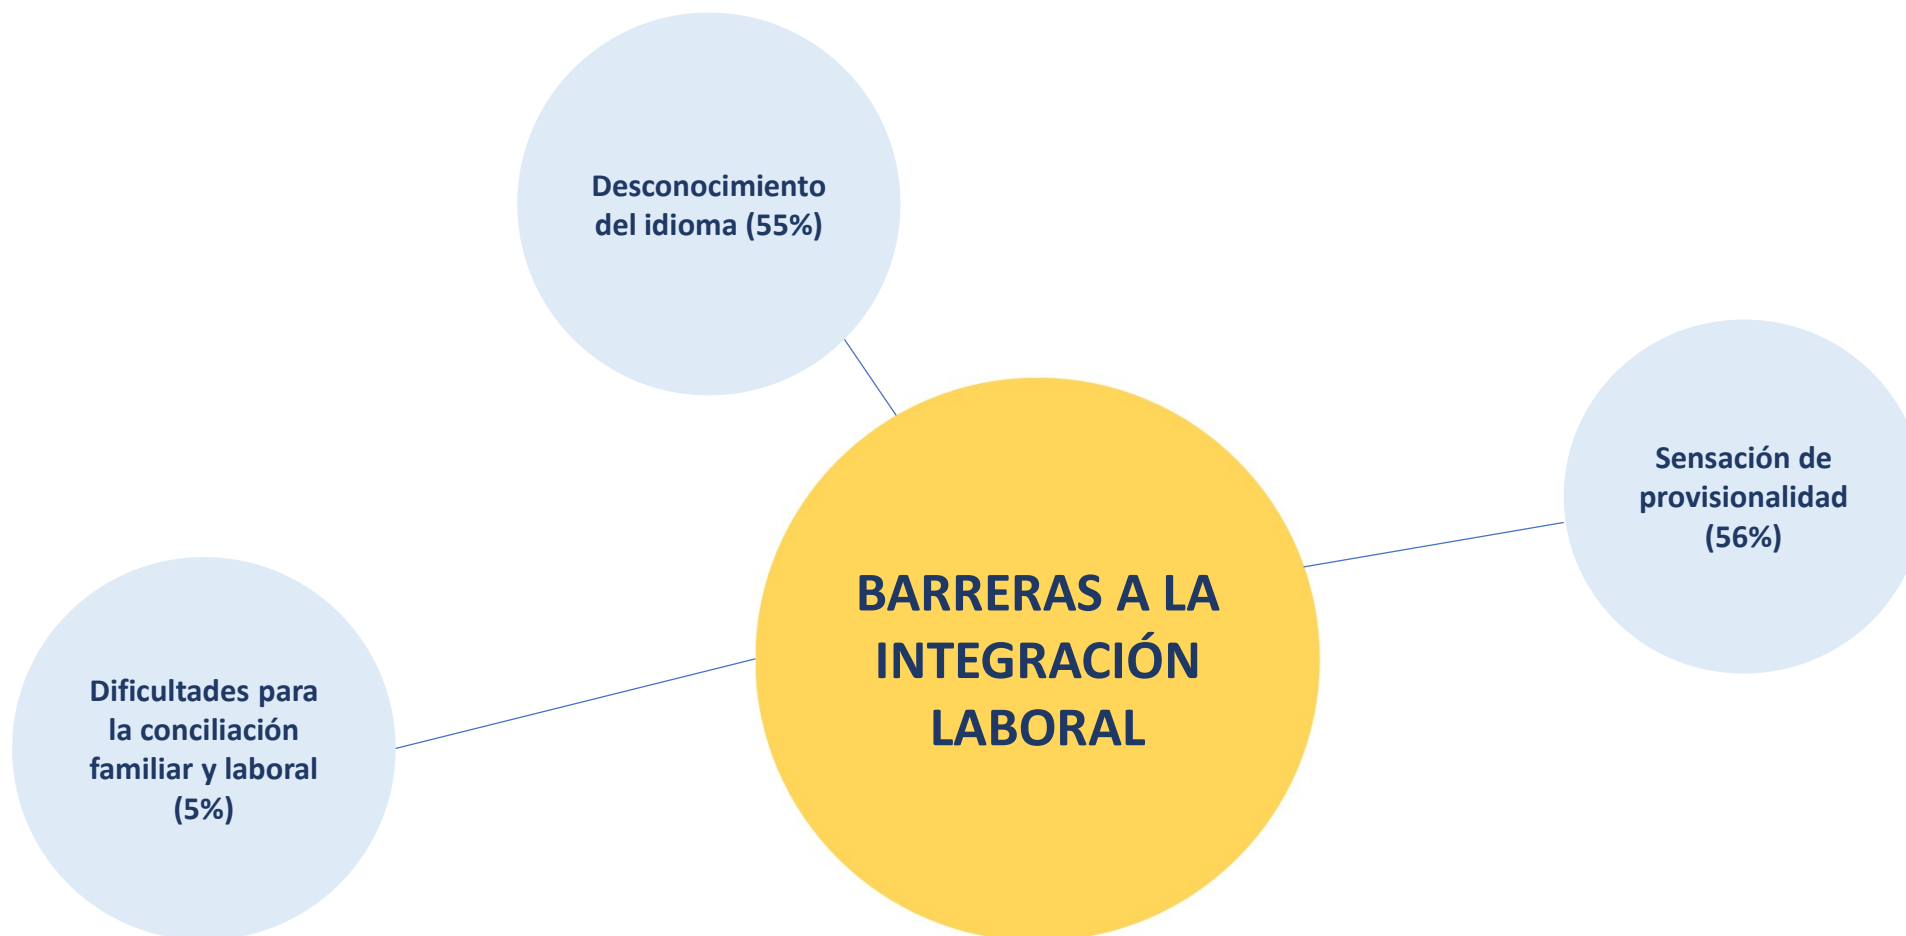 Desconocimiento
del idioma (55%)
Sensación de
provisionalidad
(56%)
BARRERAS A LA
INTEGRACIÓN
LABORAL
Dificultades para
la conciliación
familiar y laboral
(5%)